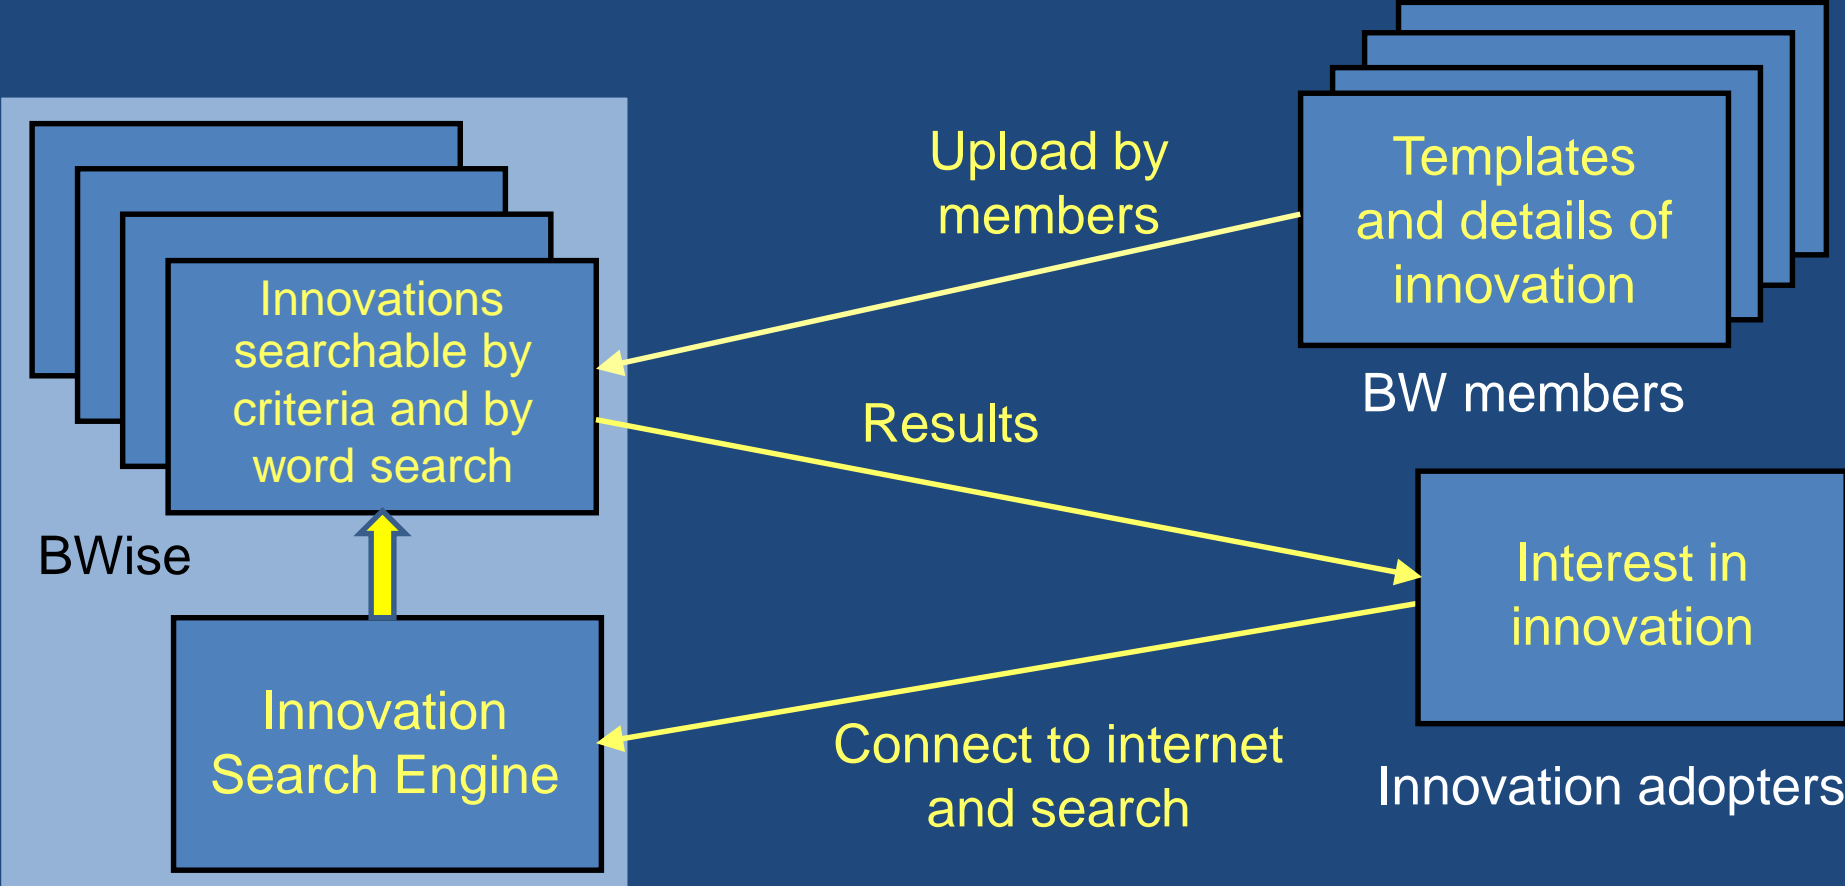 Upload by
members
Templates
and details of
innovation
BW members
Innovations
searchable by
criteria and by
word search
Results
BWise
Interest in
innovation
Innovation adopters
Innovation
Search Engine
Connect to internet
and search